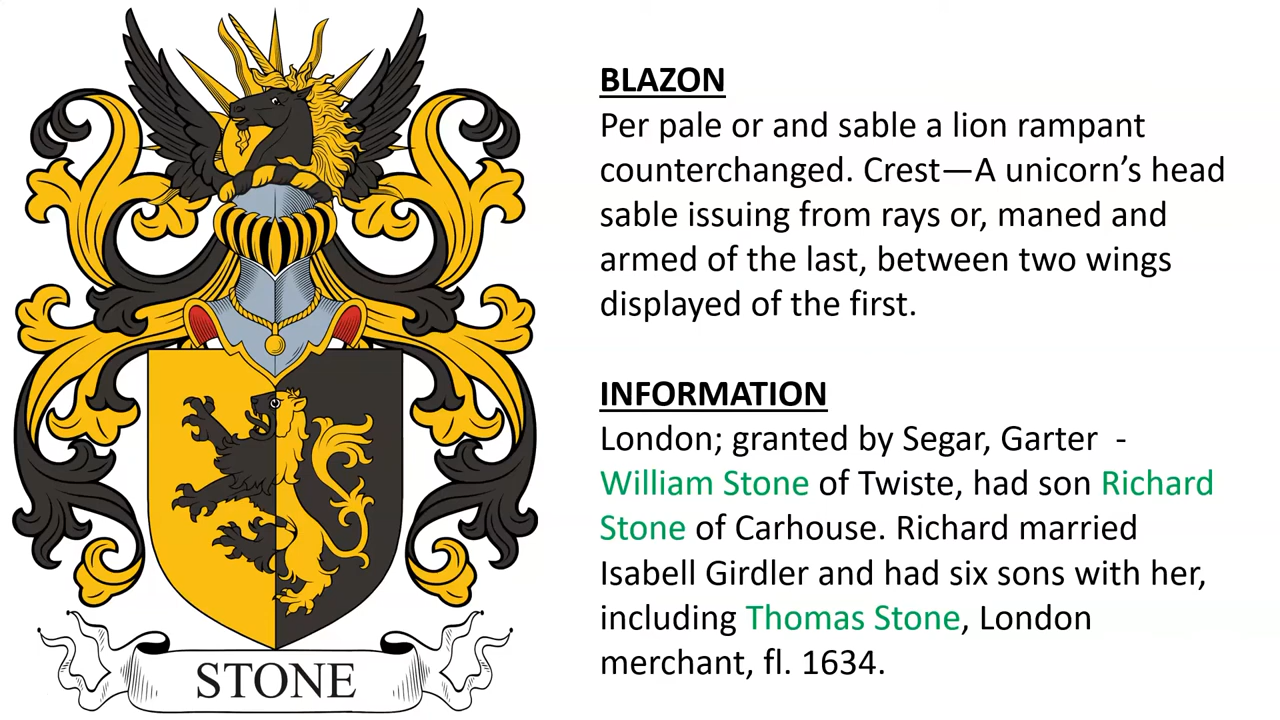 BLAZON
Per pale or and sable a lion rampant
counterchanged. Crest—A unicorn’s head
sable issuing from rays or, maned and
armed of the last, between two wings
displayed of the first.
INFORMATION
London; granted by Segar, Garter  -
William Stone of Twiste, had son Richard
Stone of Carhouse. Richard married
Isabell Girdler and had six sons with her,
including Thomas Stone, London
merchant, fl. 1634.
STONE